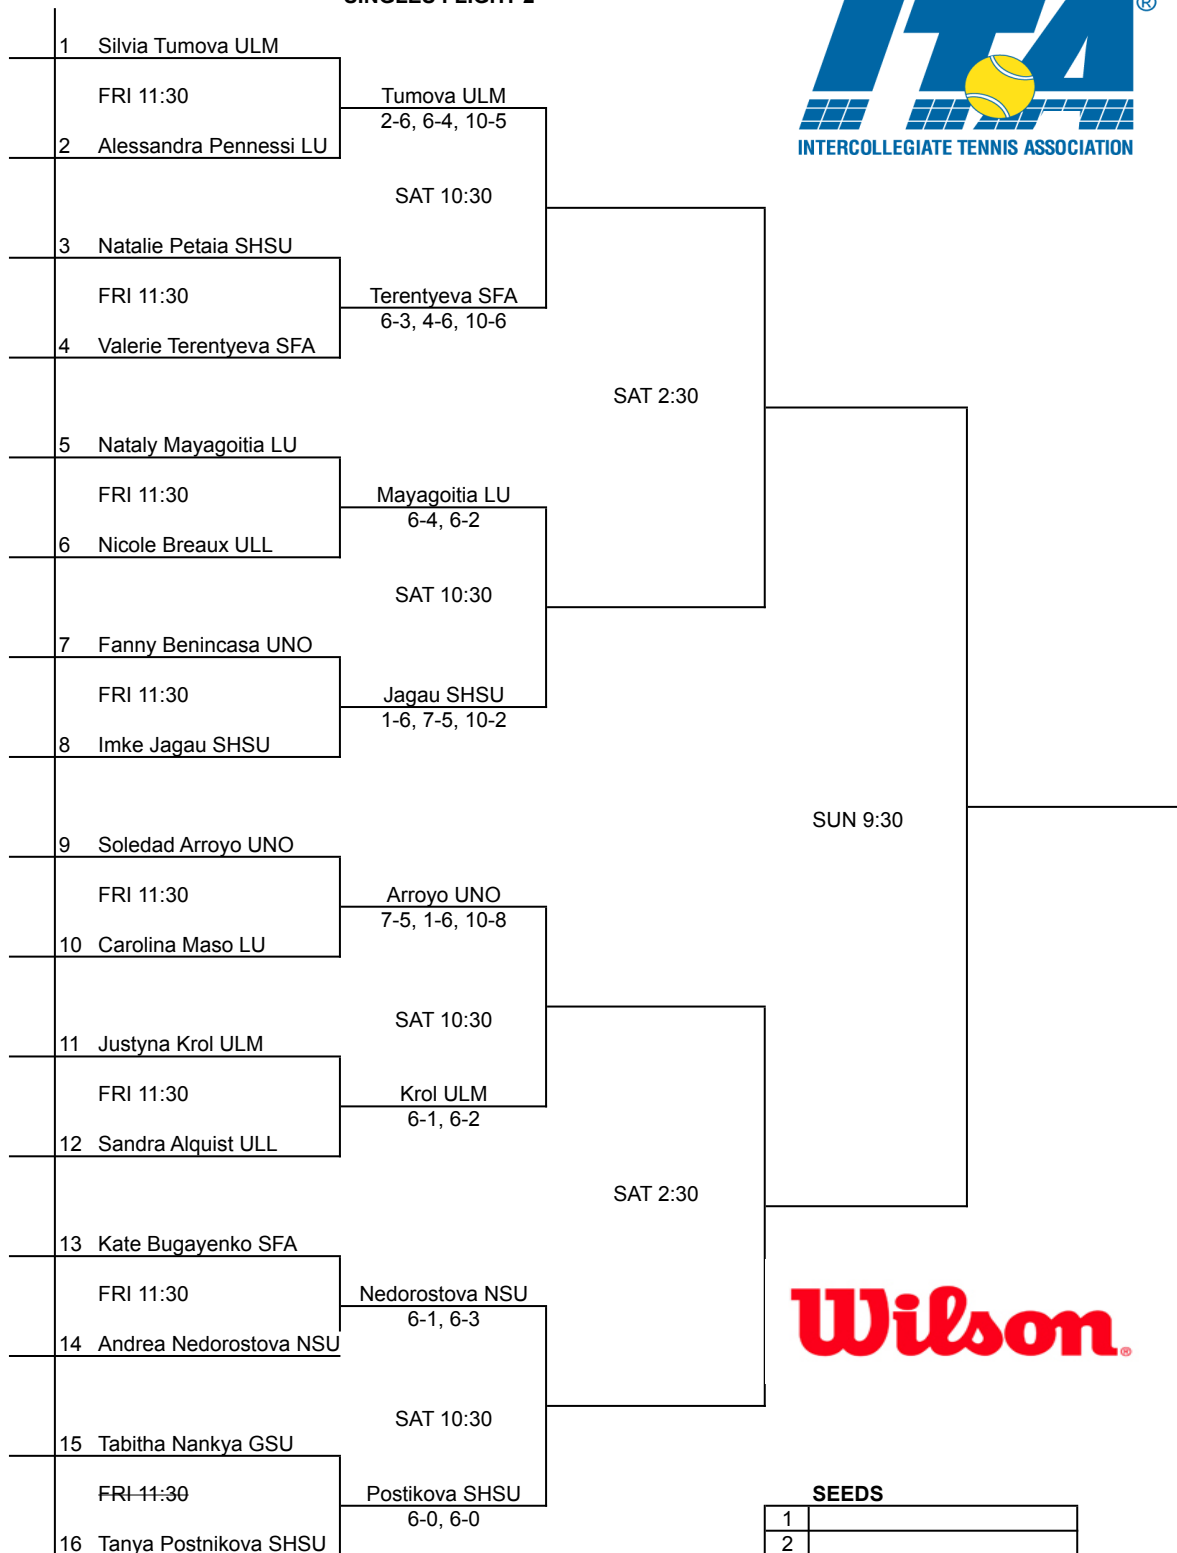 SINGLES FLIGHT 2
®
INTERCOLLEGIATE TENNIS ASSOCIATION
ITA
1 Silvia Tumova ULM
FRI 11:30
Tumova ULM
2-6, 6-4, 10-5
2 Alessandra Pennessi LU
SAT 10:30
3 Natalie Petaia SHSU
FRI 11:30
Terentyeva SFA
6-3, 4-6, 10-6
4 Valerie Terentyeva SFA
SAT 2:30
5 Nataly Mayagoitia LU
FRI 11:30
Mayagoitia LU
6-4, 6-2
6 Nicole Breaux ULL
SAT 10:30
7 Fanny Benincasa UNO
FRI 11:30
Jagau SHSU
1-6, 7-5, 10-2
8 Imke Jagau SHSU
SUN 9:30
9 Soledad Arroyo UNO
FRI 11:30
Arroyo UNO
7-5, 1-6, 10-8
10 Carolina Maso LU
SAT 10:30
11 Justyna Krol ULM
FRI 11:30
Krol ULM
6-1, 6-2
12 Sandra Alquist ULL
SAT 2:30
13 Kate Bugayenko SFA
FRI 11:30
Nedorostova NSU
6-1, 6-3
14 Andrea Nedorostova NSU
Wilson®
SAT 10:30
15 Tabitha Nankya GSU
FRI 11:30
Postikova SHSU
6-0, 6-0
16 Tanya Postnikova SHSU
SEEDS
1
2